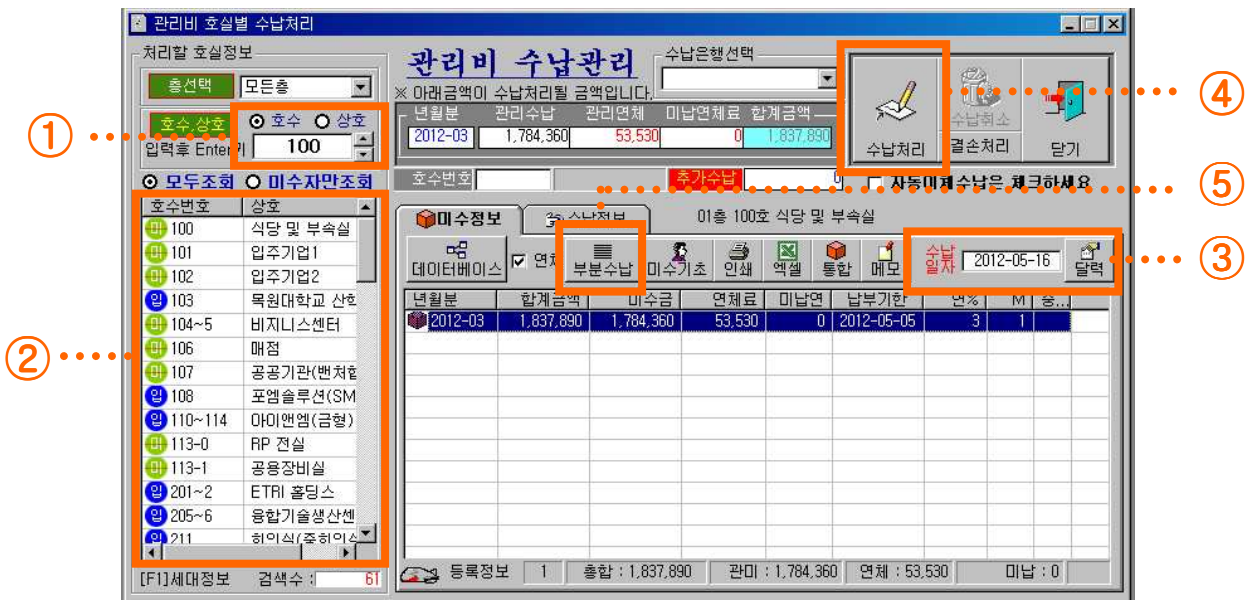 관리비 호실별 수납처리
처리할 호실정보
층선택 모든층
호수,상호 호수 상호
입력후 Enter키 100
모두조회 미수자만조회
호수번호 상호
미 100 식당 및 부속실
미 101 입주기업1
미 102 입주기업2
입 103 목원대학교 산학
미 104~5 비지니스센터
미 106 매점
미 107 공공기관(벤처협
입 108 포엠솔루션(SM
입 110~114 아이앤엠(금형)
미 113-0 RP 전실
미 113-1 공용장비실
입 201~2 ETRI 홀딩스
입 205~6 융합기술생산센
입 211
[F1]세대정보 검색수 : 61
관리비 수납관리
수납은행선택
※ 아래금액이 수납처리될 금액입니다.
년월분 관리수납 관리연체 미납연체료 합계금액
2012-03 1,784,360 53,530 0 1,837,890
수납처리 수납취소 결손처리 닫기
호수번호 추가수납 0 자동이체수납은 체크하세요
미수정보 수납정보 01층 100호 식당 및 부속실
데이터베이스 연체 부분수납 미수기초 인쇄 엑셀 통합 메모 수납일자 2012-05-16 달력
년월분 합계금액 미수금 연체료 미납연 납부기한 연% M 중...
2012-03 1,837,890 1,784,360 53,530 0 2012-05-05 3 1
등록정보 1 총합 : 1,837,890 관미 : 1,784,360 연체 : 53,530 미납 : 0
①
②
③
④
⑤